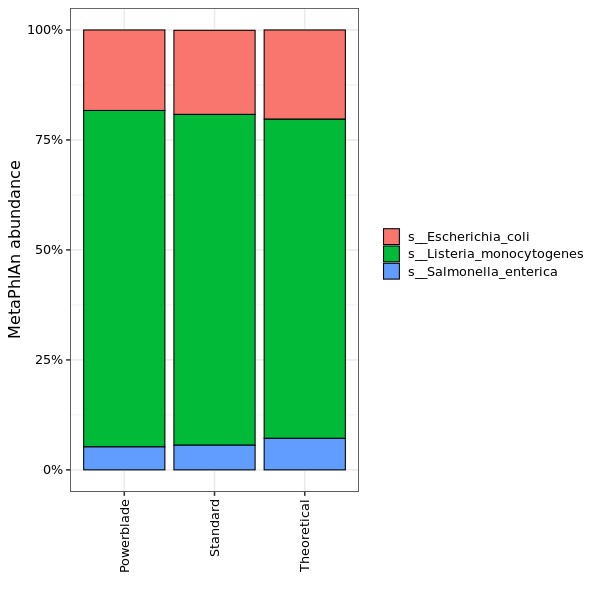 MetaPhlAn abundance
100%
75%
50%
25%
0%
Powerblade
Standard
Theoretical
s__Escherichia_coli
s__Listeria_monocytogenes
s__Salmonella_enterica